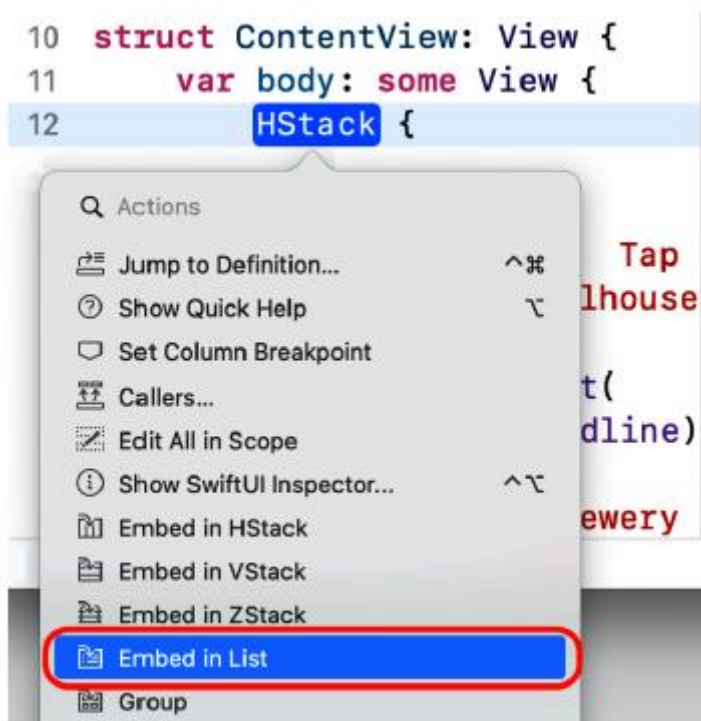 10 struct ContentView: View {
11 var body: some View {
12 HStack {
Actions
Jump to Definition... ^⌘
Tap
Show Quick Help ⌥
lhouse
Set Column Breakpoint
Callers...
t(
Edit All in Scope
dline)
Show SwiftUI Inspector... ^⌥
Embed in HStack
ewery
Embed in VStack
Embed in ZStack
Embed in List
Group